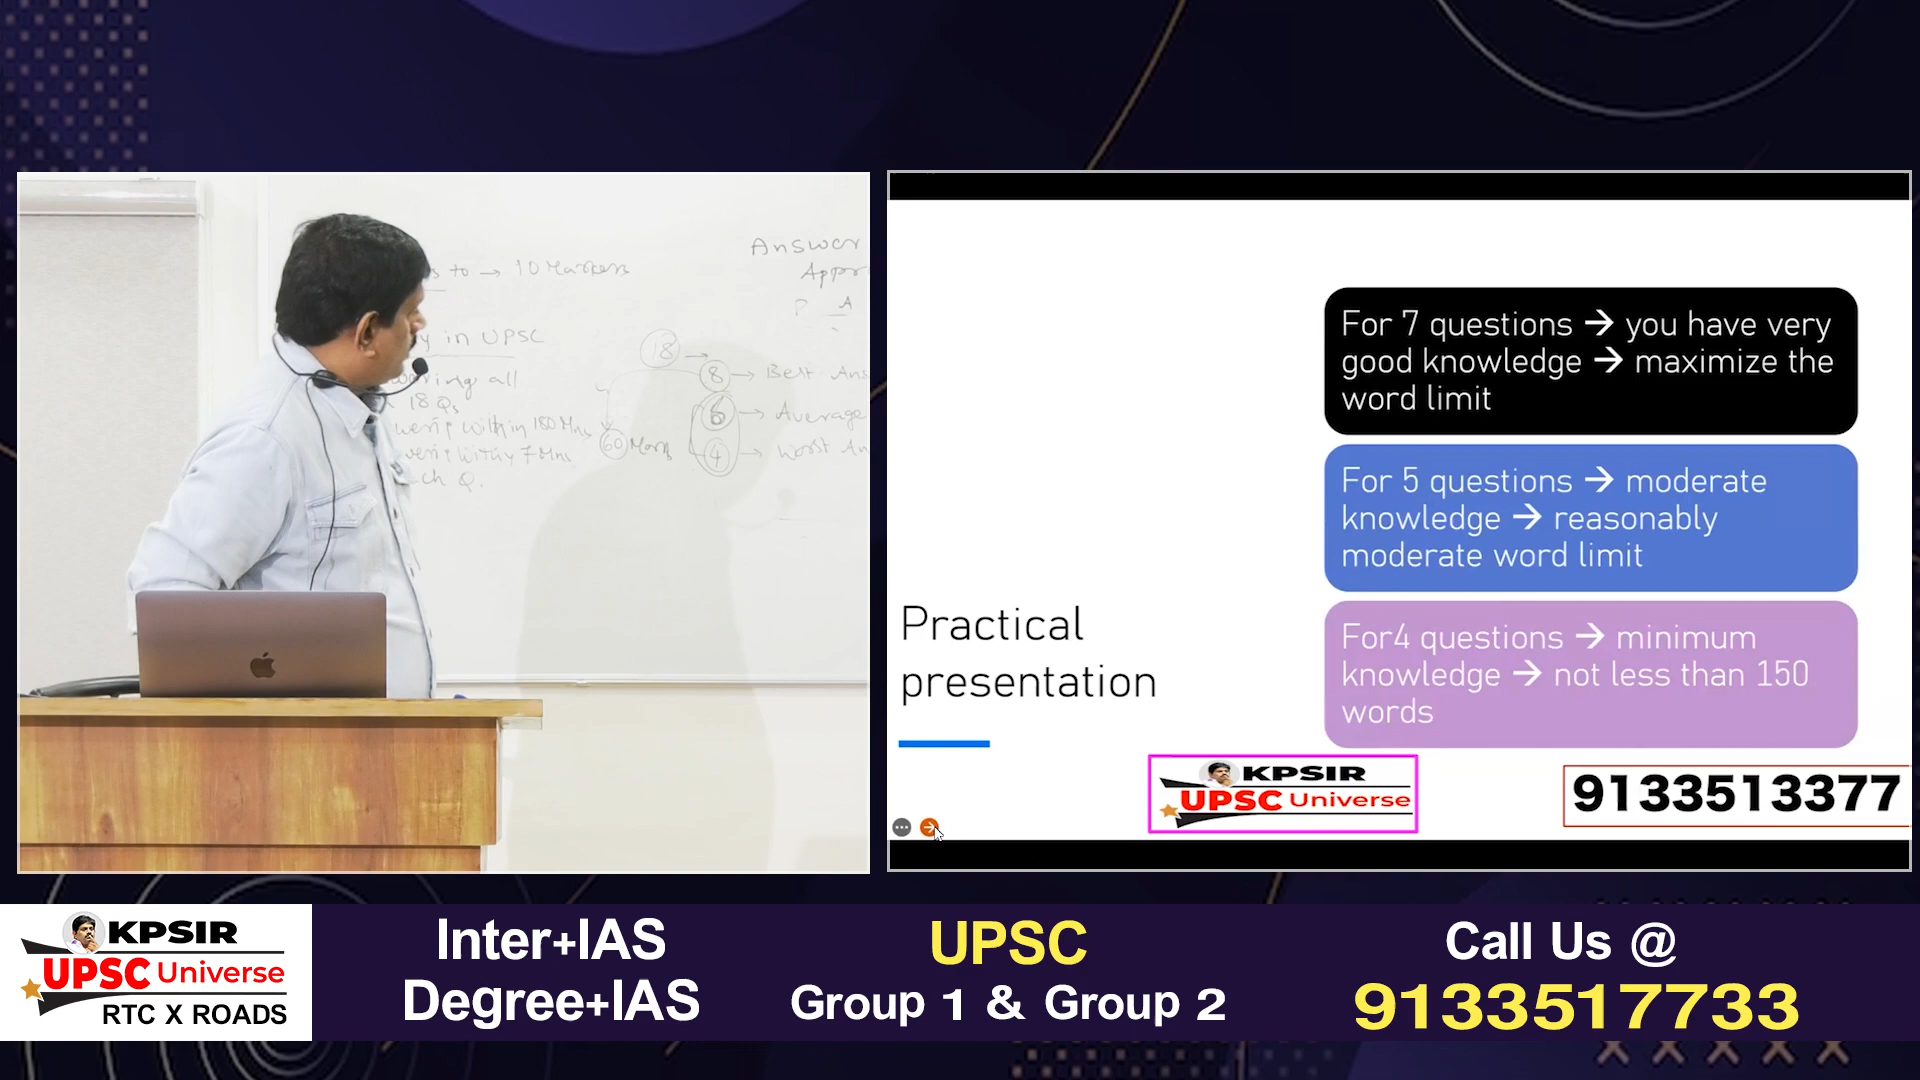 s to → 10 Markers
y in UPSC
all
18 Qs
within 180 Mns
7 Mns
ch Q.
18 →
8 → Best Ans
6 → Average
4 → Worst An
60 Marks
Answer
Appr
P A
For 7 questions → you have very
good knowledge → maximize the
word limit
For 5 questions → moderate
knowledge → reasonably
moderate word limit
For4 questions → minimum
knowledge → not less than 150
words
Practical
presentation
KPSIR
UPSC Universe
9133513377
KPSIR
UPSC Universe
RTC X ROADS
Inter+IAS
Degree+IAS
UPSC
Group 1 & Group 2
Call Us @
9133517733